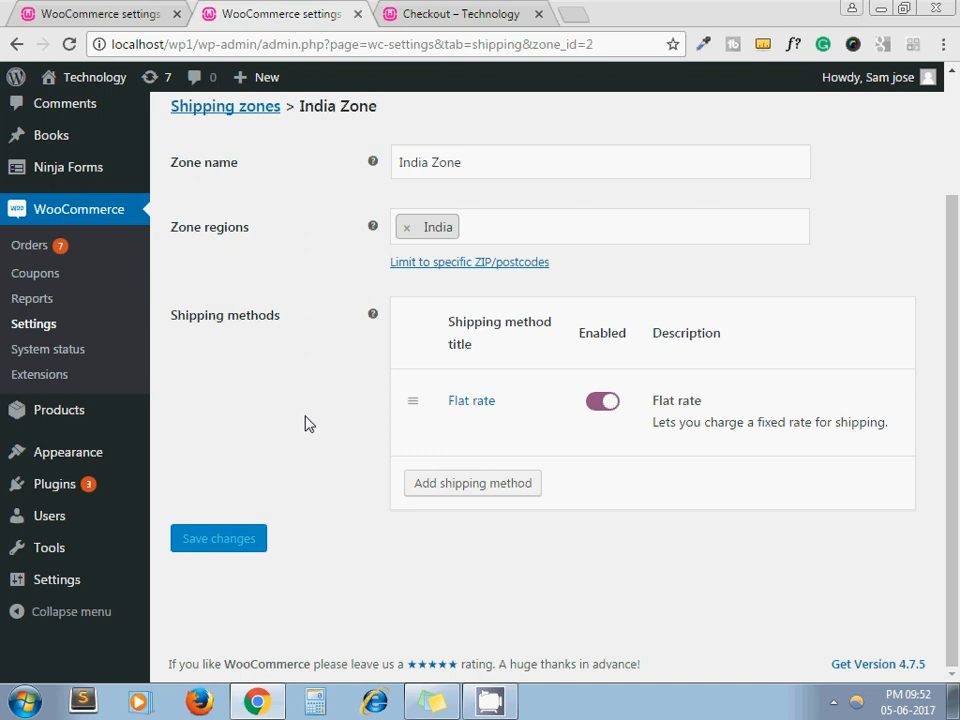 WooCommerce settings
WooCommerce settings
Checkout – Technology
localhost/wp1/wp-admin/admin.php?page=wc-settings&tab=shipping&zone_id=2
f?
Technology
7
0
New
Howdy, Sam jose
Comments
Books
Ninja Forms
WooCommerce
Orders 7
Coupons
Reports
Settings
System status
Extensions
Products
Appearance
Plugins 3
Users
Tools
Settings
Collapse menu
Shipping zones > India Zone
Zone name
India Zone
Zone regions
× India
Limit to specific ZIP/postcodes
Shipping methods
Shipping method title
Enabled
Description
Flat rate
Flat rate
Lets you charge a fixed rate for shipping.
Add shipping method
Save changes
If you like WooCommerce please leave us a ★★★★★ rating. A huge thanks in advance!
Get Version 4.7.5
PM 09:52
05-06-2017